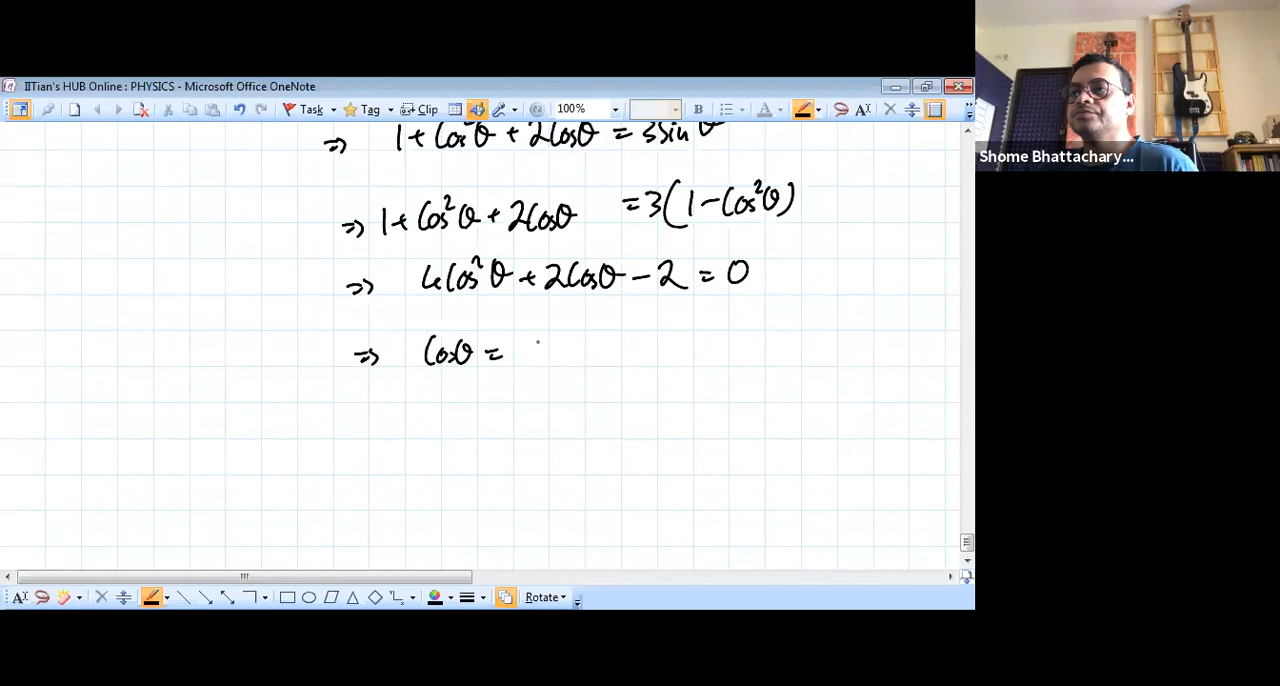 IITian's HUB Online : PHYSICS - Microsoft Office OneNote
Task Tag Clip 100% B A A
⇒ 1 + Cos²θ + 2Cosθ = 3Sin²θ
⇒ 1 + Cos²θ + 2Cosθ = 3(1 - Cos²θ)
⇒ 4Cos²θ + 2Cosθ - 2 = 0
⇒ Cosθ =
A Rotate
Shome Bhattachary...